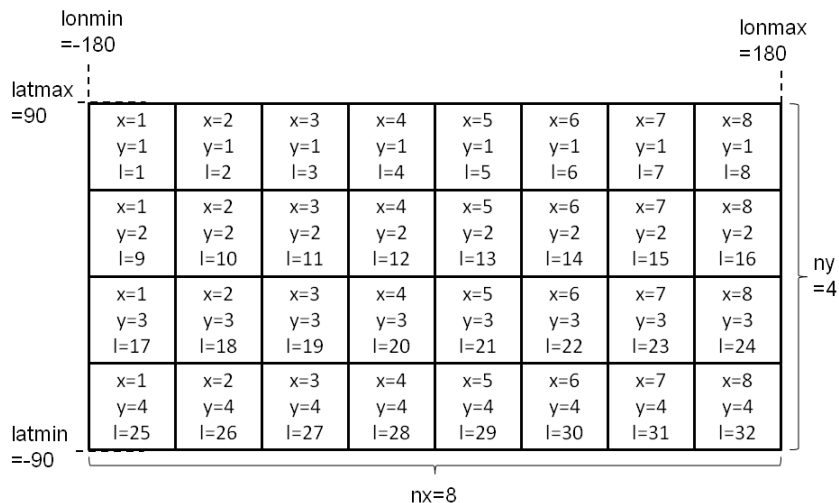 lonmin
=-180
lonmax
=180
latmax
=90
x=1 x=2 x=3 x=4 x=5 x=6 x=7 x=8
y=1 y=1 y=1 y=1 y=1 y=1 y=1 y=1
l=1 l=2 l=3 l=4 l=5 l=6 l=7 l=8
x=1 x=2 x=3 x=4 x=5 x=6 x=7 x=8
y=2 y=2 y=2 y=2 y=2 y=2 y=2 y=2
l=9 l=10 l=11 l=12 l=13 l=14 l=15 l=16
ny
=4
x=1 x=2 x=3 x=4 x=5 x=6 x=7 x=8
y=3 y=3 y=3 y=3 y=3 y=3 y=3 y=3
l=17 l=18 l=19 l=20 l=21 l=22 l=23 l=24
x=1 x=2 x=3 x=4 x=5 x=6 x=7 x=8
y=4 y=4 y=4 y=4 y=4 y=4 y=4 y=4
l=25 l=26 l=27 l=28 l=29 l=30 l=31 l=32
latmin
=-90
nx=8